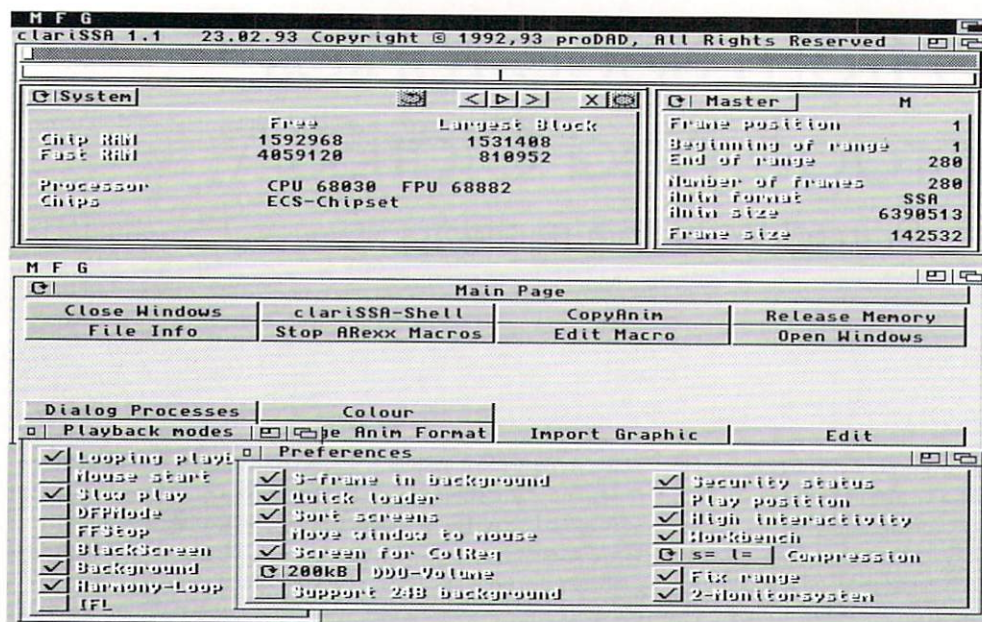 M F G
clariSSA 1.1 23.02.93 Copyright © 1992,93 proDAD, All Rights Reserved
System
< ▷ > X
Free Largest Block
Chip RAM 1592968 1531408
Fast RAM 4059120 810952
Processor CPU 68030 FPU 68882
Chips ECS-Chipset
Master M
Frame position 1
Beginning of range 1
End of range 280
Number of frames 280
Anim format SSA
Anim size 6390513
Frame size 142532
M F G
Main Page
Close Windows clariSSA-Shell CopyAnim Release Memory
File Info Stop ARexx Macros Edit Macro Open Windows
Dialog Processes Colour
ge Anim Format Import Graphic Edit
Playback modes
Looping playi
Mouse start
Slow play
DFPMode
FFStop
BlackScreen
Background
Harmony-Loop
IFL
Preferences
S-frame in background
Quick loader
Sort screens
Move window to mouse
Screen for ColReq
200kB DDO-Volume
Support 24B background
Security status
Play position
High interactivity
Workbench
s= l= Compression
Fix range
2-Monitorsystem